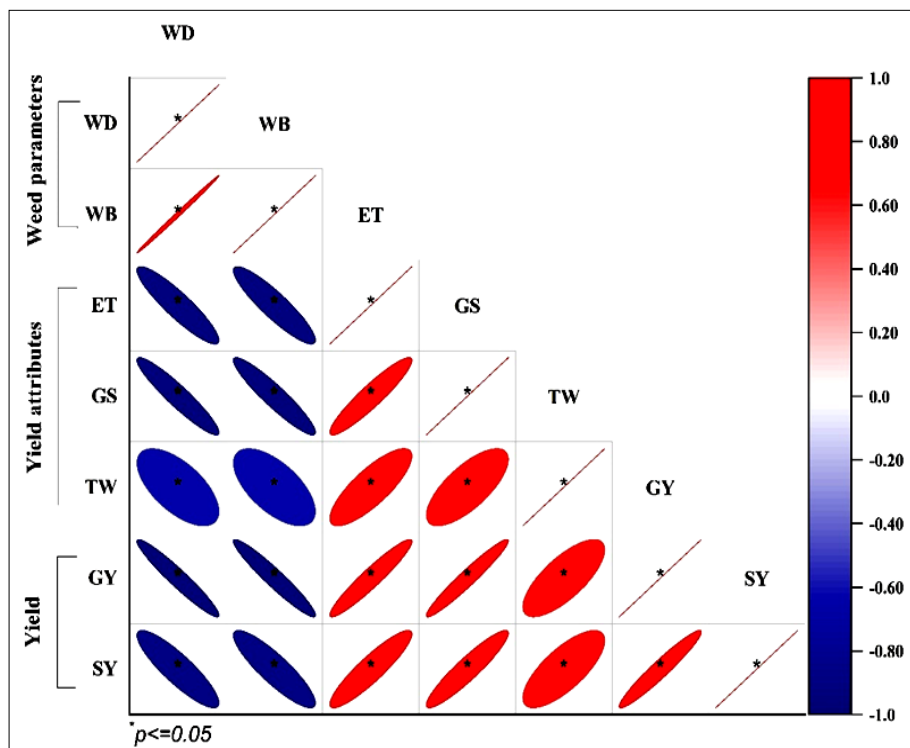 WD
WB
ET
GS
TW
GY
SY
Weed parameters
WD
WB
Yield attributes
ET
GS
TW
Yield
GY
SY
* * * * * * * * * * * * * * * * * * * * * * * * * * * *
1.0
0.80
0.60
0.40
0.20
0.0
-0.20
-0.40
-0.60
-0.80
-1.0
*p<=0.05